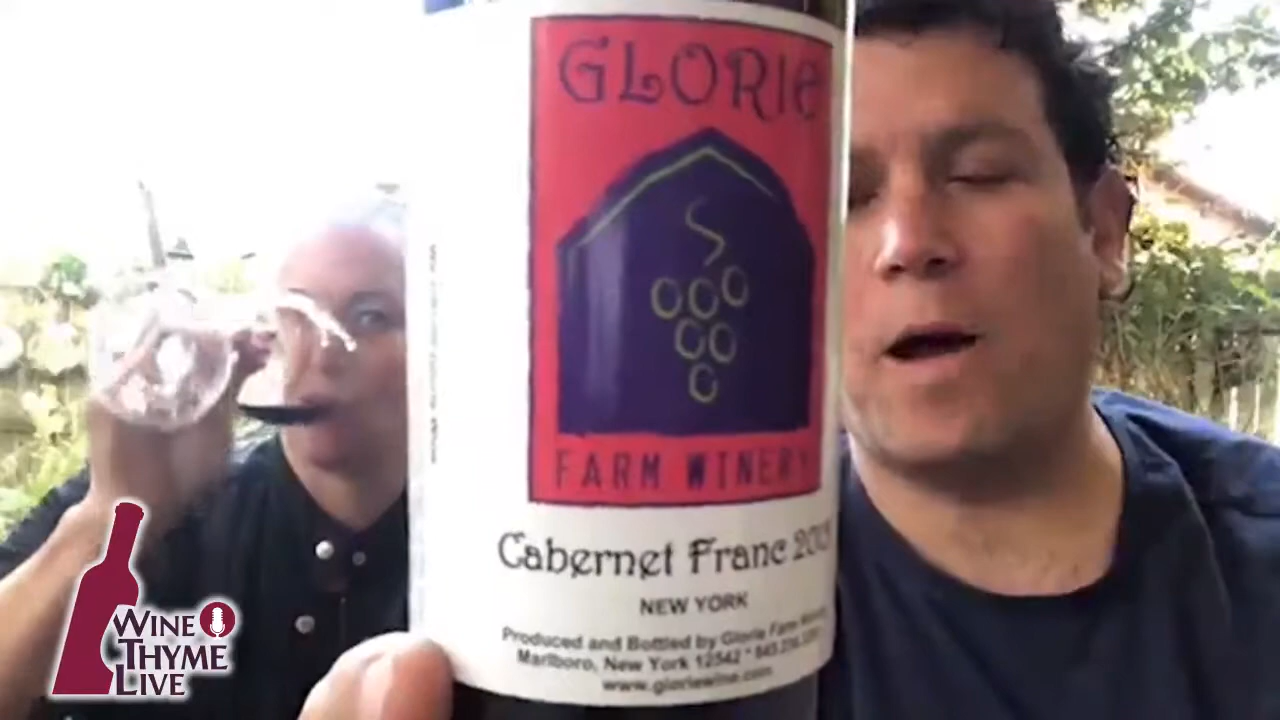 GLORIE
FARM WINERY
Cabernet Franc
NEW YORK
Produced and Bottled by Glorie Farm
Marlboro, New York 12542 *
www.gloriewine.com
WINE
THYME
LIVE